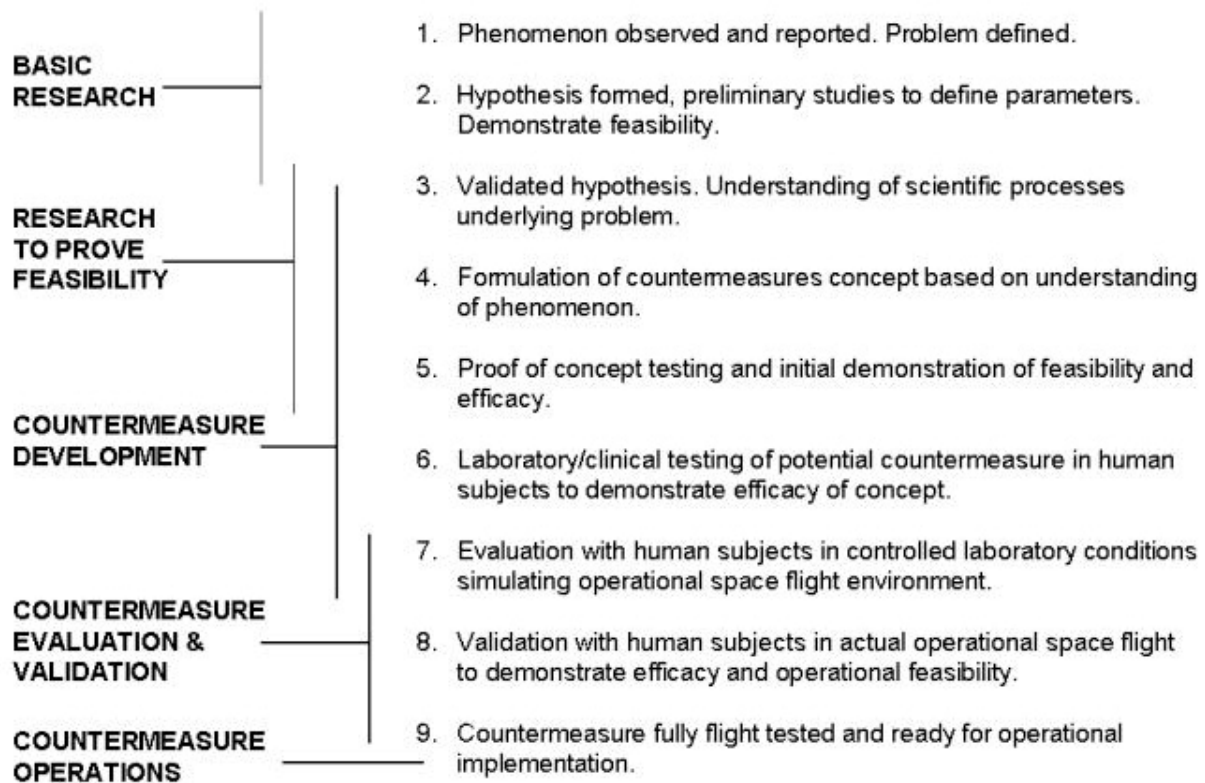 BASIC
RESEARCH
RESEARCH
TO PROVE
FEASIBILITY
COUNTERMEASURE
DEVELOPMENT
COUNTERMEASURE
EVALUATION &
VALIDATION
COUNTERMEASURE
OPERATIONS
1. Phenomenon observed and reported. Problem defined.
2. Hypothesis formed, preliminary studies to define parameters.
Demonstrate feasibility.
3. Validated hypothesis. Understanding of scientific processes
underlying problem.
4. Formulation of countermeasures concept based on understanding
of phenomenon.
5. Proof of concept testing and initial demonstration of feasibility and
efficacy.
6. Laboratory/clinical testing of potential countermeasure in human
subjects to demonstrate efficacy of concept.
7. Evaluation with human subjects in controlled laboratory conditions
simulating operational space flight environment.
8. Validation with human subjects in actual operational space flight
to demonstrate efficacy and operational feasibility.
9. Countermeasure fully flight tested and ready for operational
implementation.